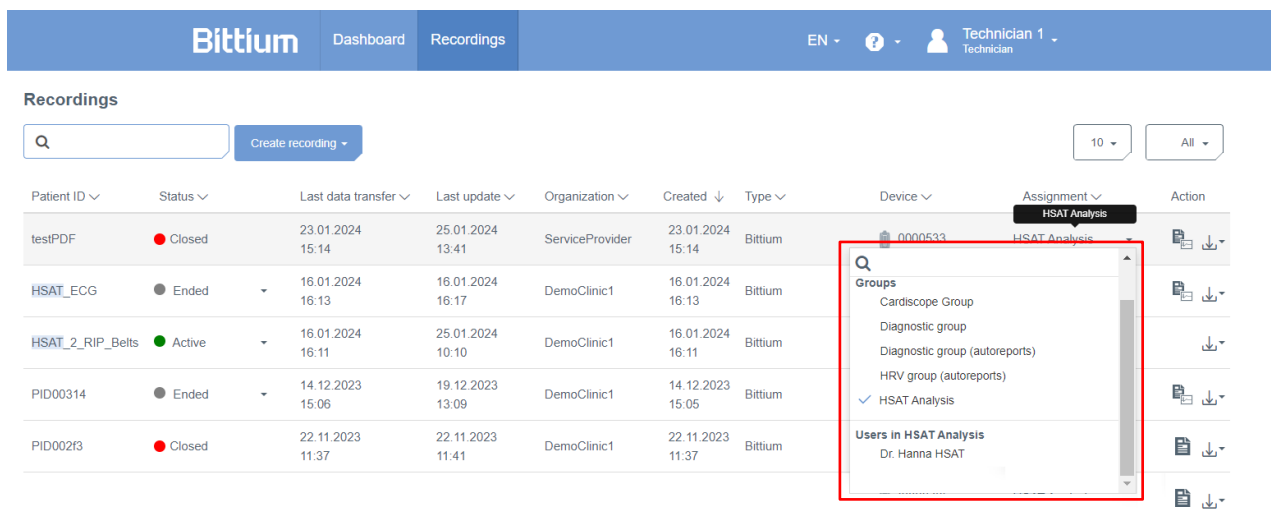 Bittium Dashboard Recordings EN Technician 1
Technician
Recordings
Create recording 10 All
Patient ID Status Last data transfer Last update Organization Created Type Device Assignment Action
HSAT Analysis
testPDF Closed 23.01.2024 15:14 25.01.2024 13:41 ServiceProvider 23.01.2024 15:14 Bittium 0000533 HSAT Analysis
HSAT_ECG Ended 16.01.2024 16:13 16.01.2024 16:17 DemoClinic1 16.01.2024 16:13 Bittium
HSAT_2_RIP_Belts Active 16.01.2024 16:11 25.01.2024 10:10 DemoClinic1 16.01.2024 16:11 Bittium
PID00314 Ended 14.12.2023 15:06 19.12.2023 13:09 DemoClinic1 14.12.2023 15:05 Bittium
PID002f3 Closed 22.11.2023 11:37 22.11.2023 11:41 DemoClinic1 22.11.2023 11:37 Bittium
Groups
Cardiscope Group
Diagnostic group
Diagnostic group (autoreports)
HRV group (autoreports)
HSAT Analysis
Users in HSAT Analysis
Dr. Hanna HSAT